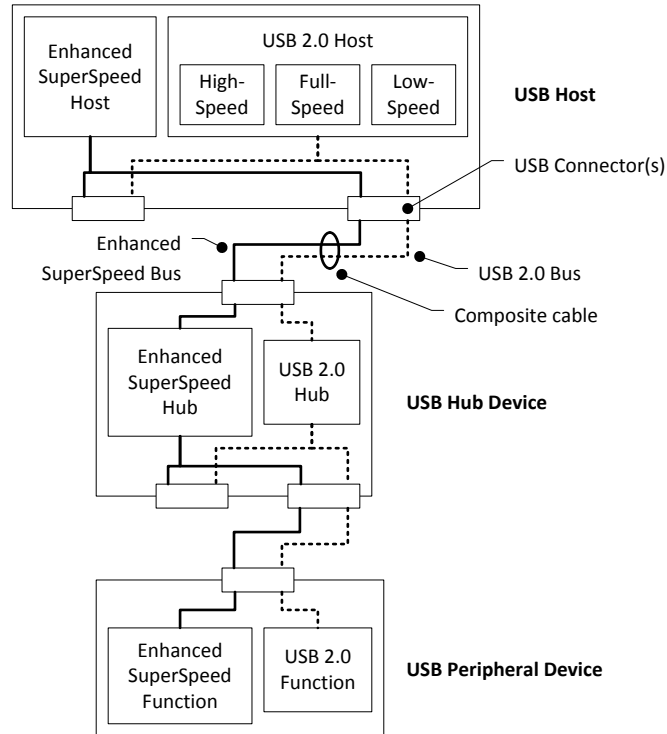 Enhanced
SuperSpeed
Host
USB 2.0 Host
High-
Speed
Full-
Speed
Low-
Speed
USB Host
USB Connector(s)
Enhanced
SuperSpeed Bus
USB 2.0 Bus
Composite cable
Enhanced
SuperSpeed
Hub
USB 2.0
Hub
USB Hub Device
Enhanced
SuperSpeed
Function
USB 2.0
Function
USB Peripheral Device